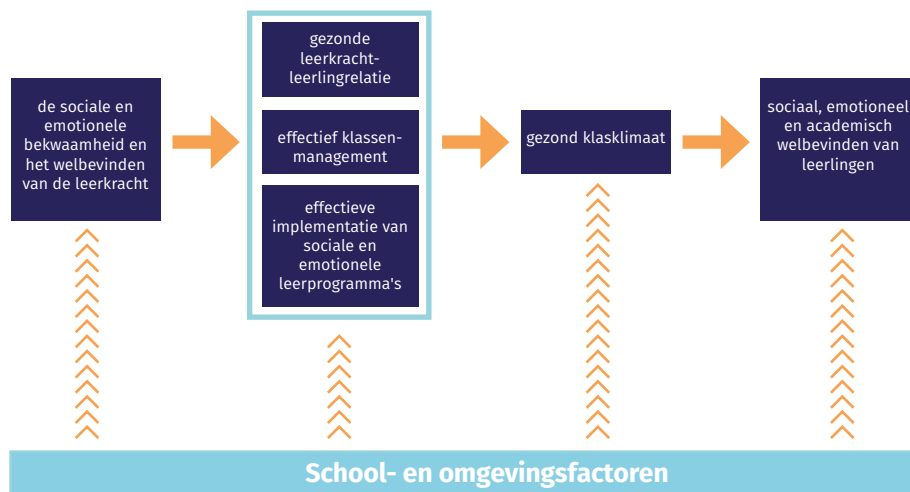 de sociale en
emotionele
bekwaamheid en
het welbevinden
van de leerkracht
gezonde
leerkracht-
leerlingrelatie
effectief klassen-
management
effectieve
implementatie van
sociale en
emotionele
leerprogramma's
gezond klasklimaat
sociaal, emotioneel
en academisch
welbevinden van
leerlingen
School- en omgevingsfactoren